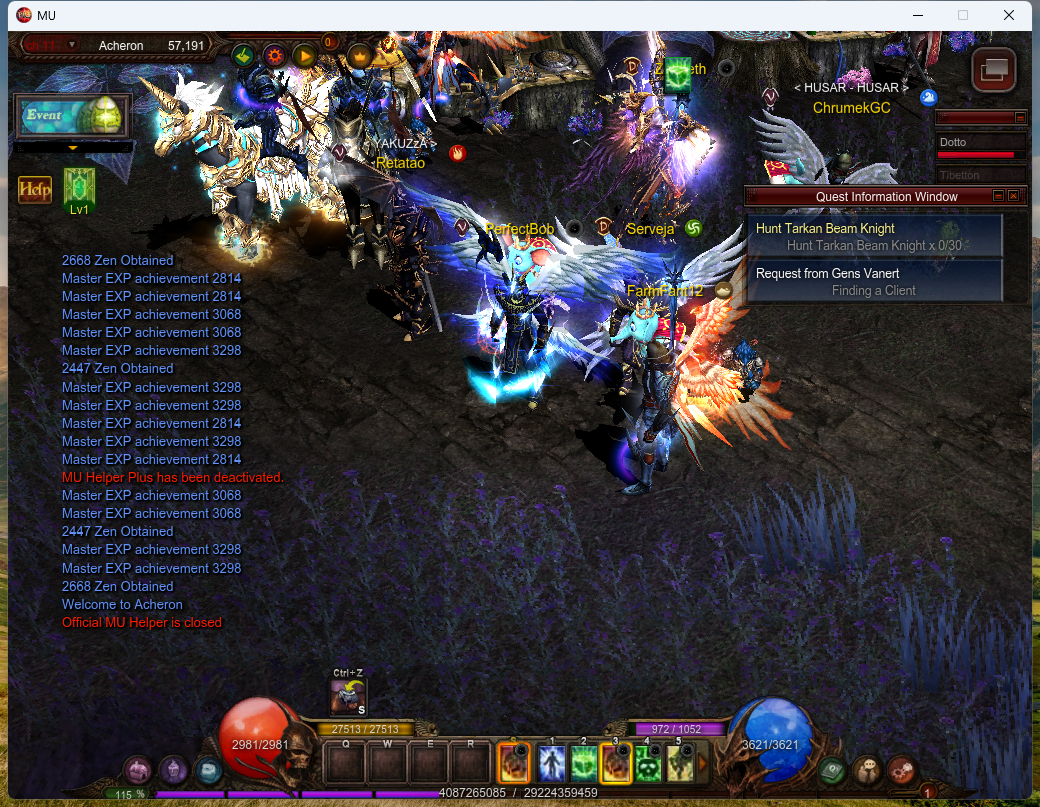 MU
Acheron 57,191
0
Event
Help
Lv1
< HUSAR - HUSAR >
ChrumekGC
YAKUZzA >
Retatao
PerfectBob
Serveja
FarmFant12
Dotto
Tibetton
Quest Information Window
Hunt Tarkan Beam Knight
Hunt Tarkan Beam Knight x 0/30
Request from Gens Vanert
Finding a Client
2668 Zen Obtained
Master EXP achievement 2814
Master EXP achievement 2814
Master EXP achievement 3068
Master EXP achievement 3068
Master EXP achievement 3298
2447 Zen Obtained
Master EXP achievement 3298
Master EXP achievement 3298
Master EXP achievement 2814
Master EXP achievement 3298
Master EXP achievement 2814
MU Helper Plus has been deactivated.
Master EXP achievement 3068
Master EXP achievement 3068
2447 Zen Obtained
Master EXP achievement 3298
Master EXP achievement 3298
2668 Zen Obtained
Welcome to Acheron
Official MU Helper is closed
Ctrl+Z
S
27513 / 27513
972 / 1052
2981/2981
Q W E R
1 2 3 4 5
3621/3621
115 %
4087265085 / 29224359459
1